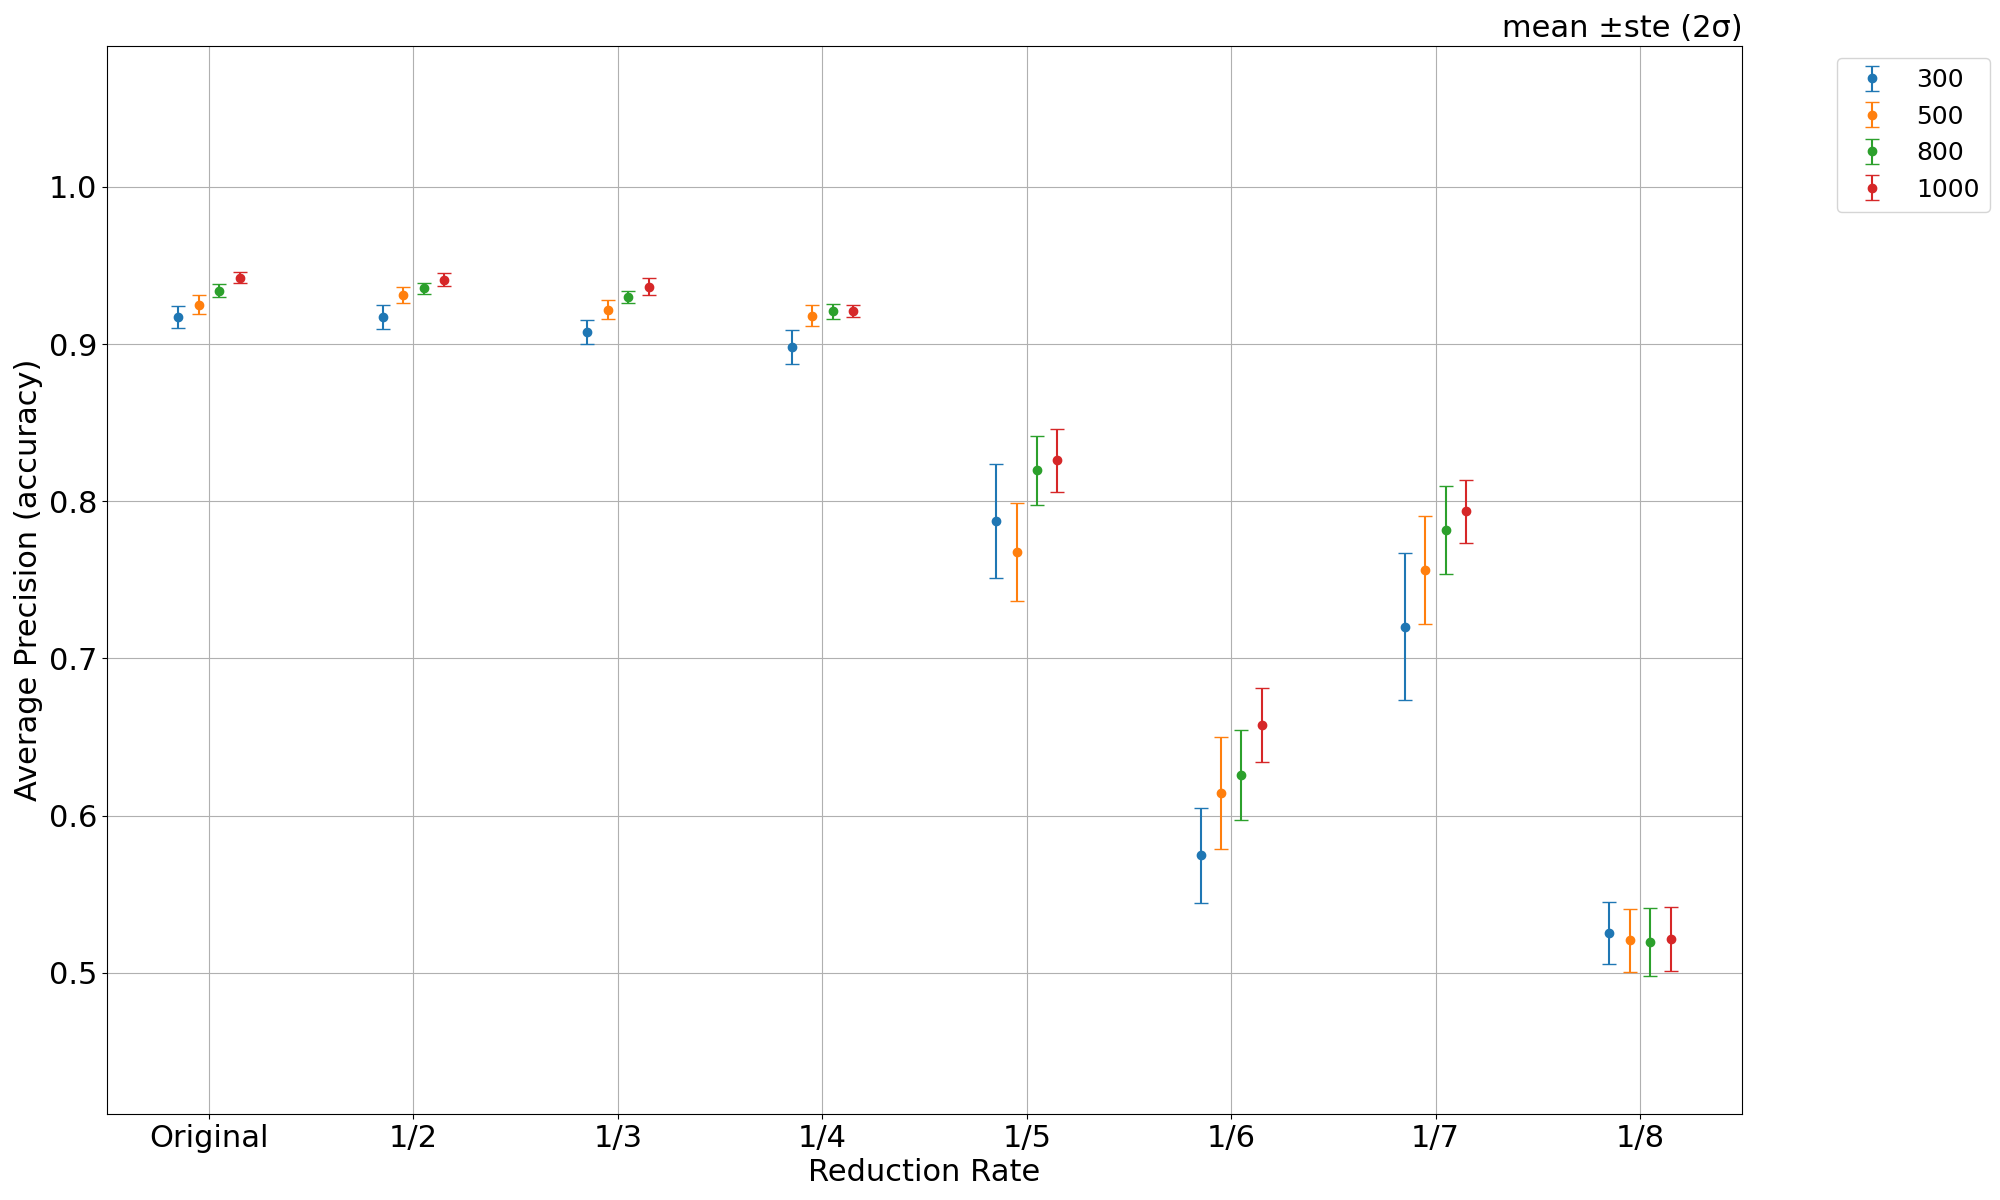 mean ±ste (2σ)
300
500
800
1000
1.0
0.9
0.8
0.7
0.6
0.5
Average Precision (accuracy)
Original 1/2 1/3 1/4 1/5 1/6 1/7 1/8
Reduction Rate